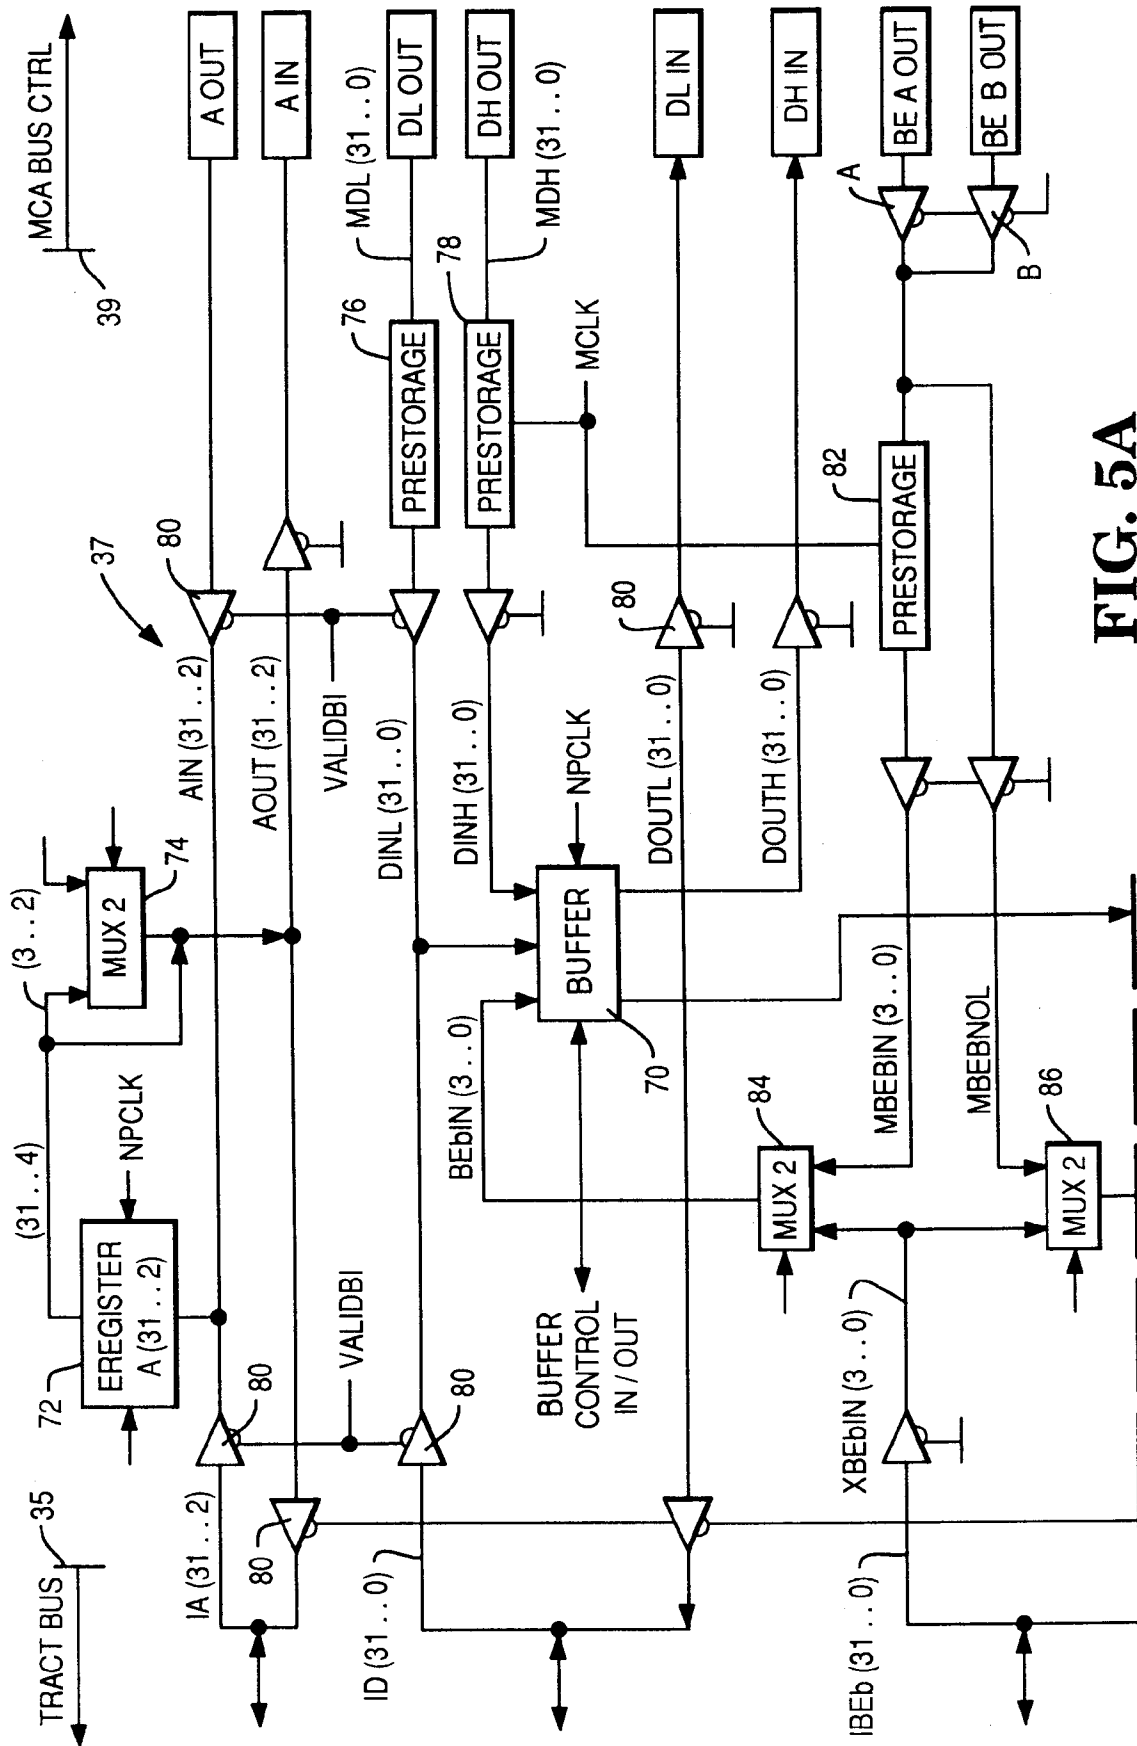 TRACT BUS
35
MCA BUS CTRL
39
37
72
EREGISTER
A (31 . . 2)
NPCLK
(31 . . 4)
(3 . . 2)
MUX 2
74
IA (31 . . 2)
80
80
AIN (31 . . 2)
80
A OUT
AOUT (31 . . 2)
A IN
VALIDBI
VALIDBI
ID (31 . . 0)
80
DINL (31 . . 0)
PRESTORAGE
76
MDL (31 . . 0)
DL OUT
DINH (31 . . 0)
PRESTORAGE
78
MDH (31 . . 0)
DH OUT
BEbIN (3 . . 0)
BUFFER
CONTROL
IN / OUT
BUFFER
70
NPCLK
MCLK
DOUTL (31 . . 0)
80
DL IN
DOUTH (31 . . 0)
DH IN
84
MUX 2
IBEb (31 . . 0)
XBEbIN (3 . . 0)
MBEBIN (3 . . 0)
PRESTORAGE
82
A
BE A OUT
MBEBNOL
B
BE B OUT
MUX 2
86
FIG. 5A